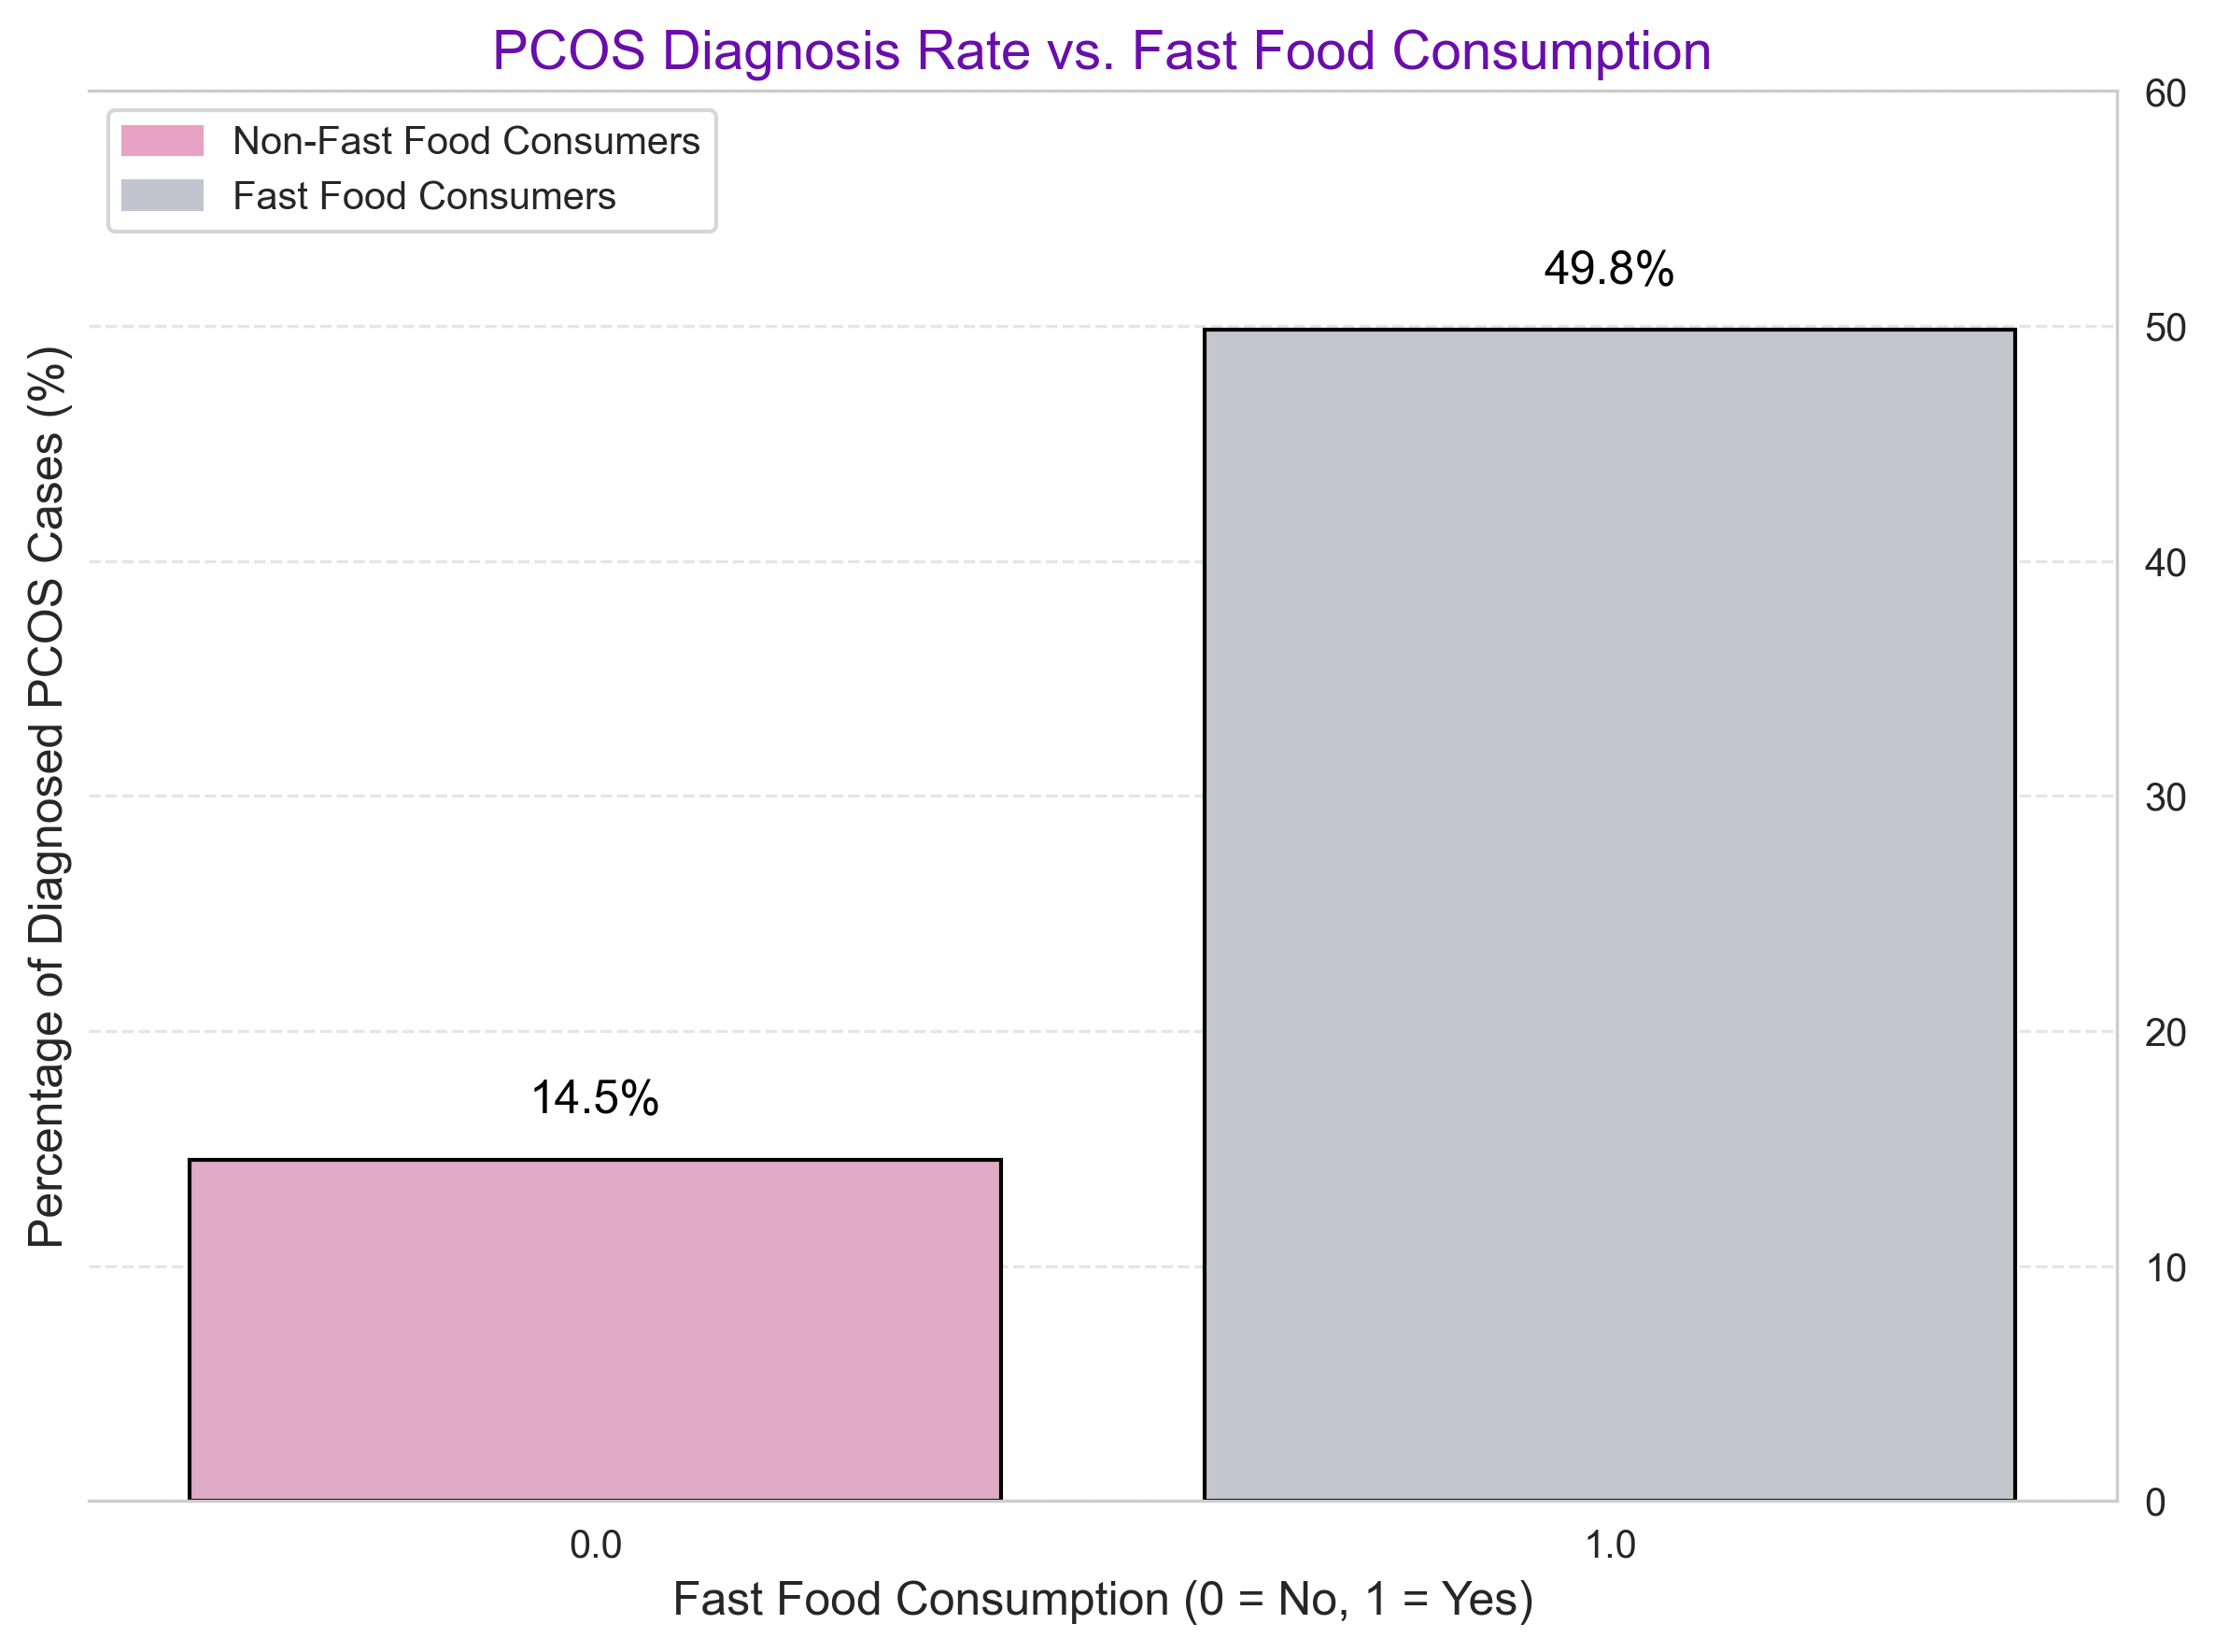 PCOS Diagnosis Rate vs. Fast Food Consumption
Non-Fast Food Consumers
Fast Food Consumers
Percentage of Diagnosed PCOS Cases (%)
49.8%
14.5%
60
50
40
30
20
10
0
0.0
1.0
Fast Food Consumption (0 = No, 1 = Yes)